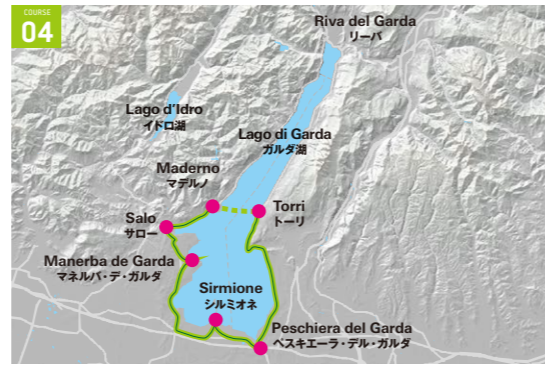 COURSE
04
Riva del Garda
リーバ
Lago d'Idro
イドロ湖
Lago di Garda
ガルダ湖
Maderno
マデルノ
Torri
トーリ
Salo
サロー
Manerba de Garda
マネルバ・デ・ガルダ
Sirmione
シルミオネ
Peschiera del Garda
ペスキエーラ・デル・ガルダ